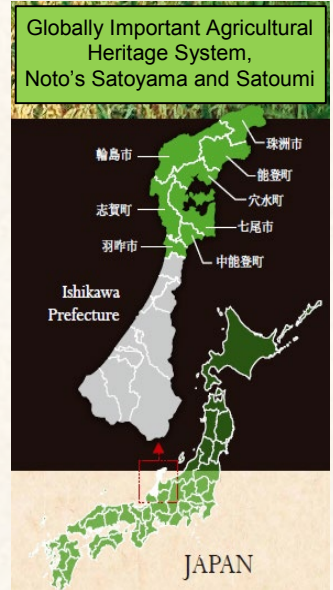 Globally Important Agricultural
Heritage System,
Noto's Satoyama and Satoumi
珠洲市
輪島市
能登町
穴水町
志賀町
七尾市
羽咋市
中能登町
Ishikawa
Prefecture
JAPAN